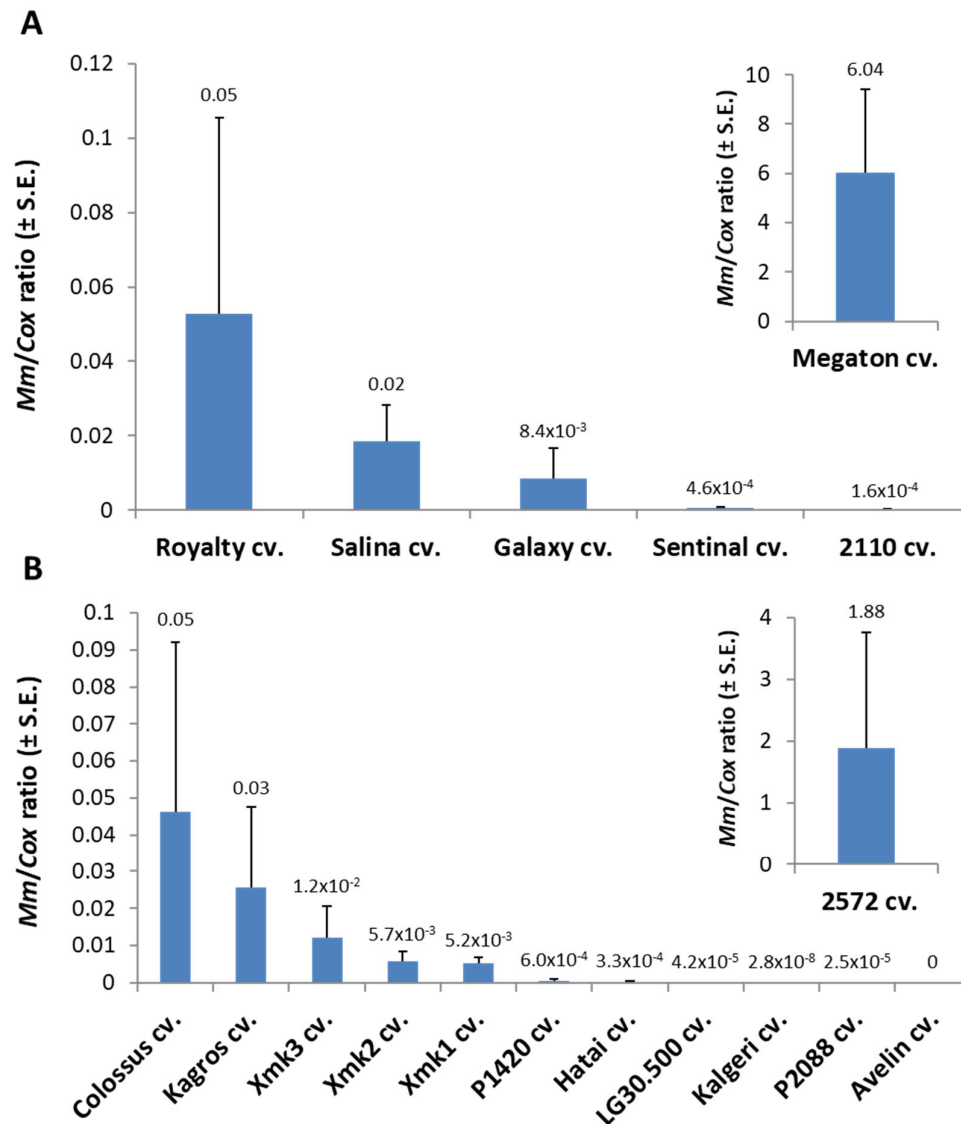 A
Mm/Cox ratio (± S.E.)
0.12
0.1
0.08
0.06
0.04
0.02
0
0.05
0.02
8.4x10⁻³
4.6x10⁻⁴
1.6x10⁻⁴
Royalty cv.
Salina cv.
Galaxy cv.
Sentinal cv.
2110 cv.
Mm/Cox ratio (± S.E.)
10
8
6
4
2
0
6.04
Megaton cv.
B
Mm/Cox ratio (± S.E.)
0.1
0.09
0.08
0.07
0.06
0.05
0.04
0.03
0.02
0.01
0
0.05
0.03
1.2x10⁻²
5.7x10⁻³
5.2x10⁻³
6.0x10⁻⁴
3.3x10⁻⁴
4.2x10⁻⁵
2.8x10⁻⁸
2.5x10⁻⁵
0
Colossus cv.
Kagros cv.
Xmk3 cv.
Xmk2 cv.
Xmk1 cv.
P1420 cv.
Hatai cv.
LG30.500 cv.
Kalgeri cv.
P2088 cv.
Avelin cv.
Mm/Cox ratio (± S.E.)
4
3
2
1
0
1.88
2572 cv.